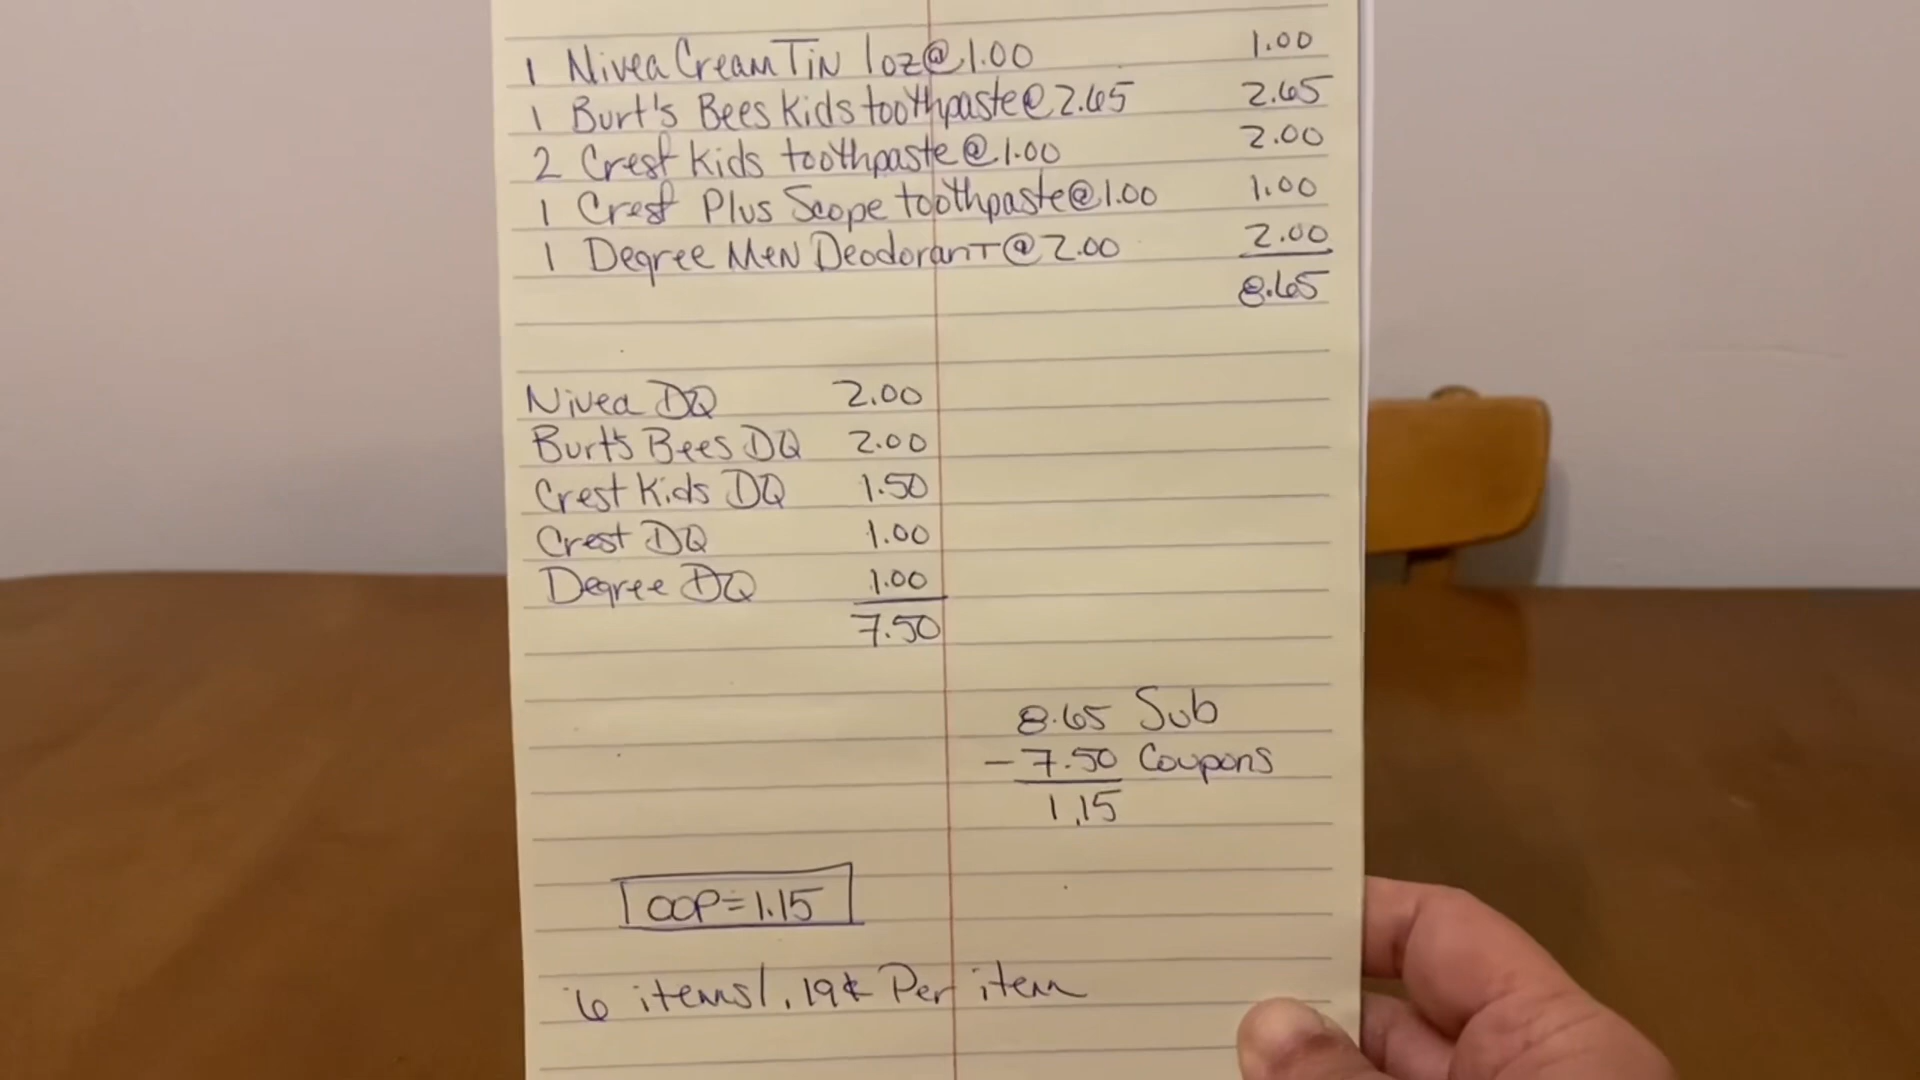 1 Nivea Cream Tin 1oz@1.00 1.00
1 Burt's Bees Kids toothpaste@2.65 2.65
2 Crest Kids toothpaste@1.00 2.00
1 Crest Plus Scope toothpaste@1.00 1.00
1 Degree Men Deodorant@2.00 2.00
8.65
Nivea DQ 2.00
Burt's Bees DQ 2.00
Crest Kids DQ 1.50
Crest DQ 1.00
Degree DQ 1.00
7.50
8.65 Sub
- 7.50 Coupons
1.15
OOP=1.15
6 items/.19¢ Per item